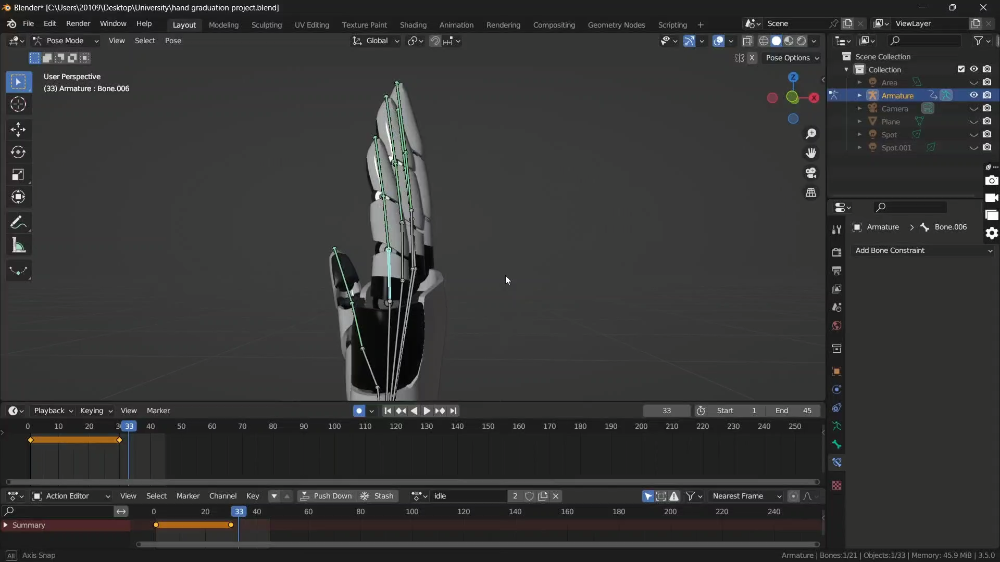 Blender* [C:\Users\20109\Desktop\University\hand graduation project.blend]
File Edit Render Window Help Layout Modeling Sculpting UV Editing Texture Paint Shading Animation Rendering Compositing Geometry Nodes Scripting + Scene ViewLayer
Pose Mode View Select Pose Global
X Pose Options
User Perspective
(33) Armature : Bone.006
Z
X
Scene Collection
Collection
Area
Armature
Camera
Plane
Spot
Spot.001
Armature > Bone.006
Add Bone Constraint
Playback Keying View Marker 33 Start 1 End 45
0 10 20 3 33 40 50 60 70 80 90 100 110 120 130 140 150 160 170 180 190 200 210 220 230 240 250
Action Editor View Select Marker Channel Key Push Down Stash idle 2 Nearest Frame
0 20 33 40 60 80 100 120 140 160 180 200 220 240
Summary
Alt Axis Snap
Armature | Bones:1/21 | Objects:1/33 | Memory: 45.9 MiB | 3.5.0